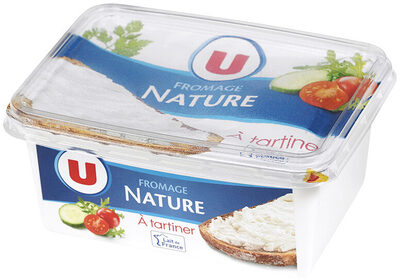 U
FROMAGE
NATURE
À tartiner
U
FROMAGE
NATURE
À tartiner
Lait de
France